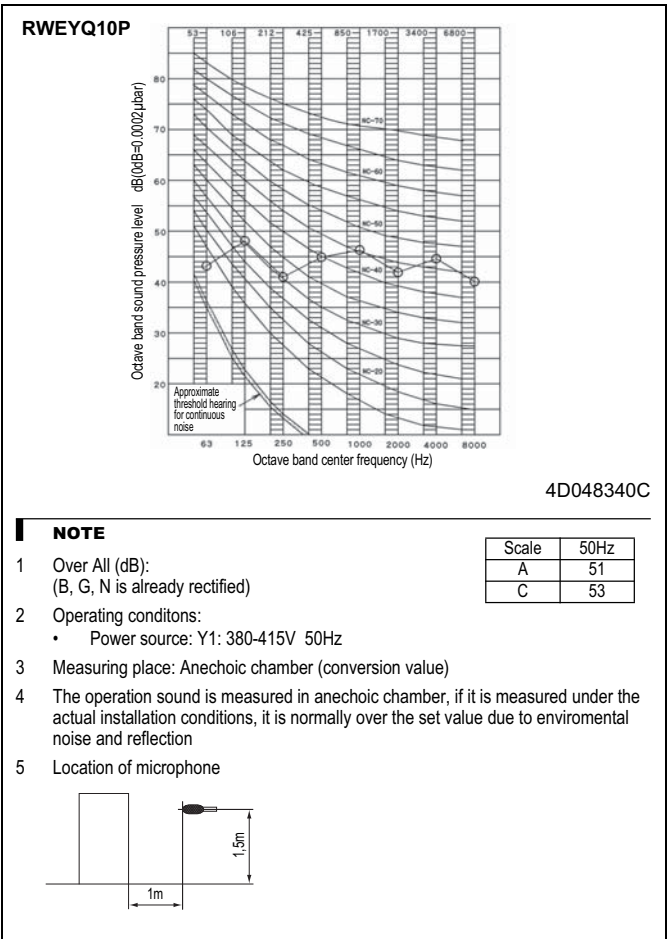 RWEYQ10P
53 106 212 425 850 1700 3400 6800
Octave band sound pressure level dB(0dB=0.0002µbar)
80
70
60
50
40
30
20
NC-70
NC-60
NC-50
NC-40
NC-30
NC-20
Approximate
threshold hearing
for continuous
noise
63 125 250 500 1000 2000 4000 8000
Octave band center frequency (Hz)
4D048340C
NOTE
1 Over All (dB):
(B, G, N is already rectified)
Scale 50Hz
A 51
C 53
2 Operating conditons:
• Power source: Y1: 380-415V 50Hz
3 Measuring place: Anechoic chamber (conversion value)
4 The operation sound is measured in anechoic chamber, if it is measured under the
actual installation conditions, it is normally over the set value due to enviromental
noise and reflection
5 Location of microphone
1,5m
1m